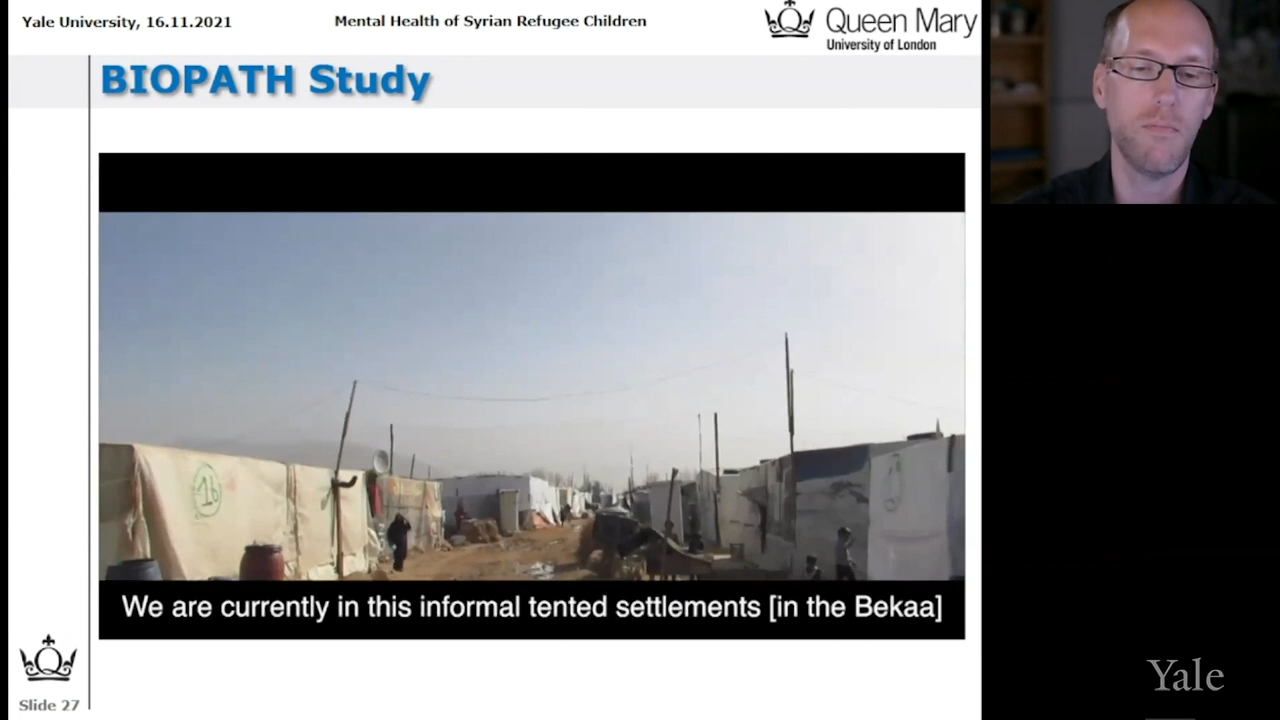 Yale University, 16.11.2021
Mental Health of Syrian Refugee Children
Queen Mary
University of London
BIOPATH Study
16
We are currently in this informal tented settlements [in the Bekaa]
Slide 27
Yale